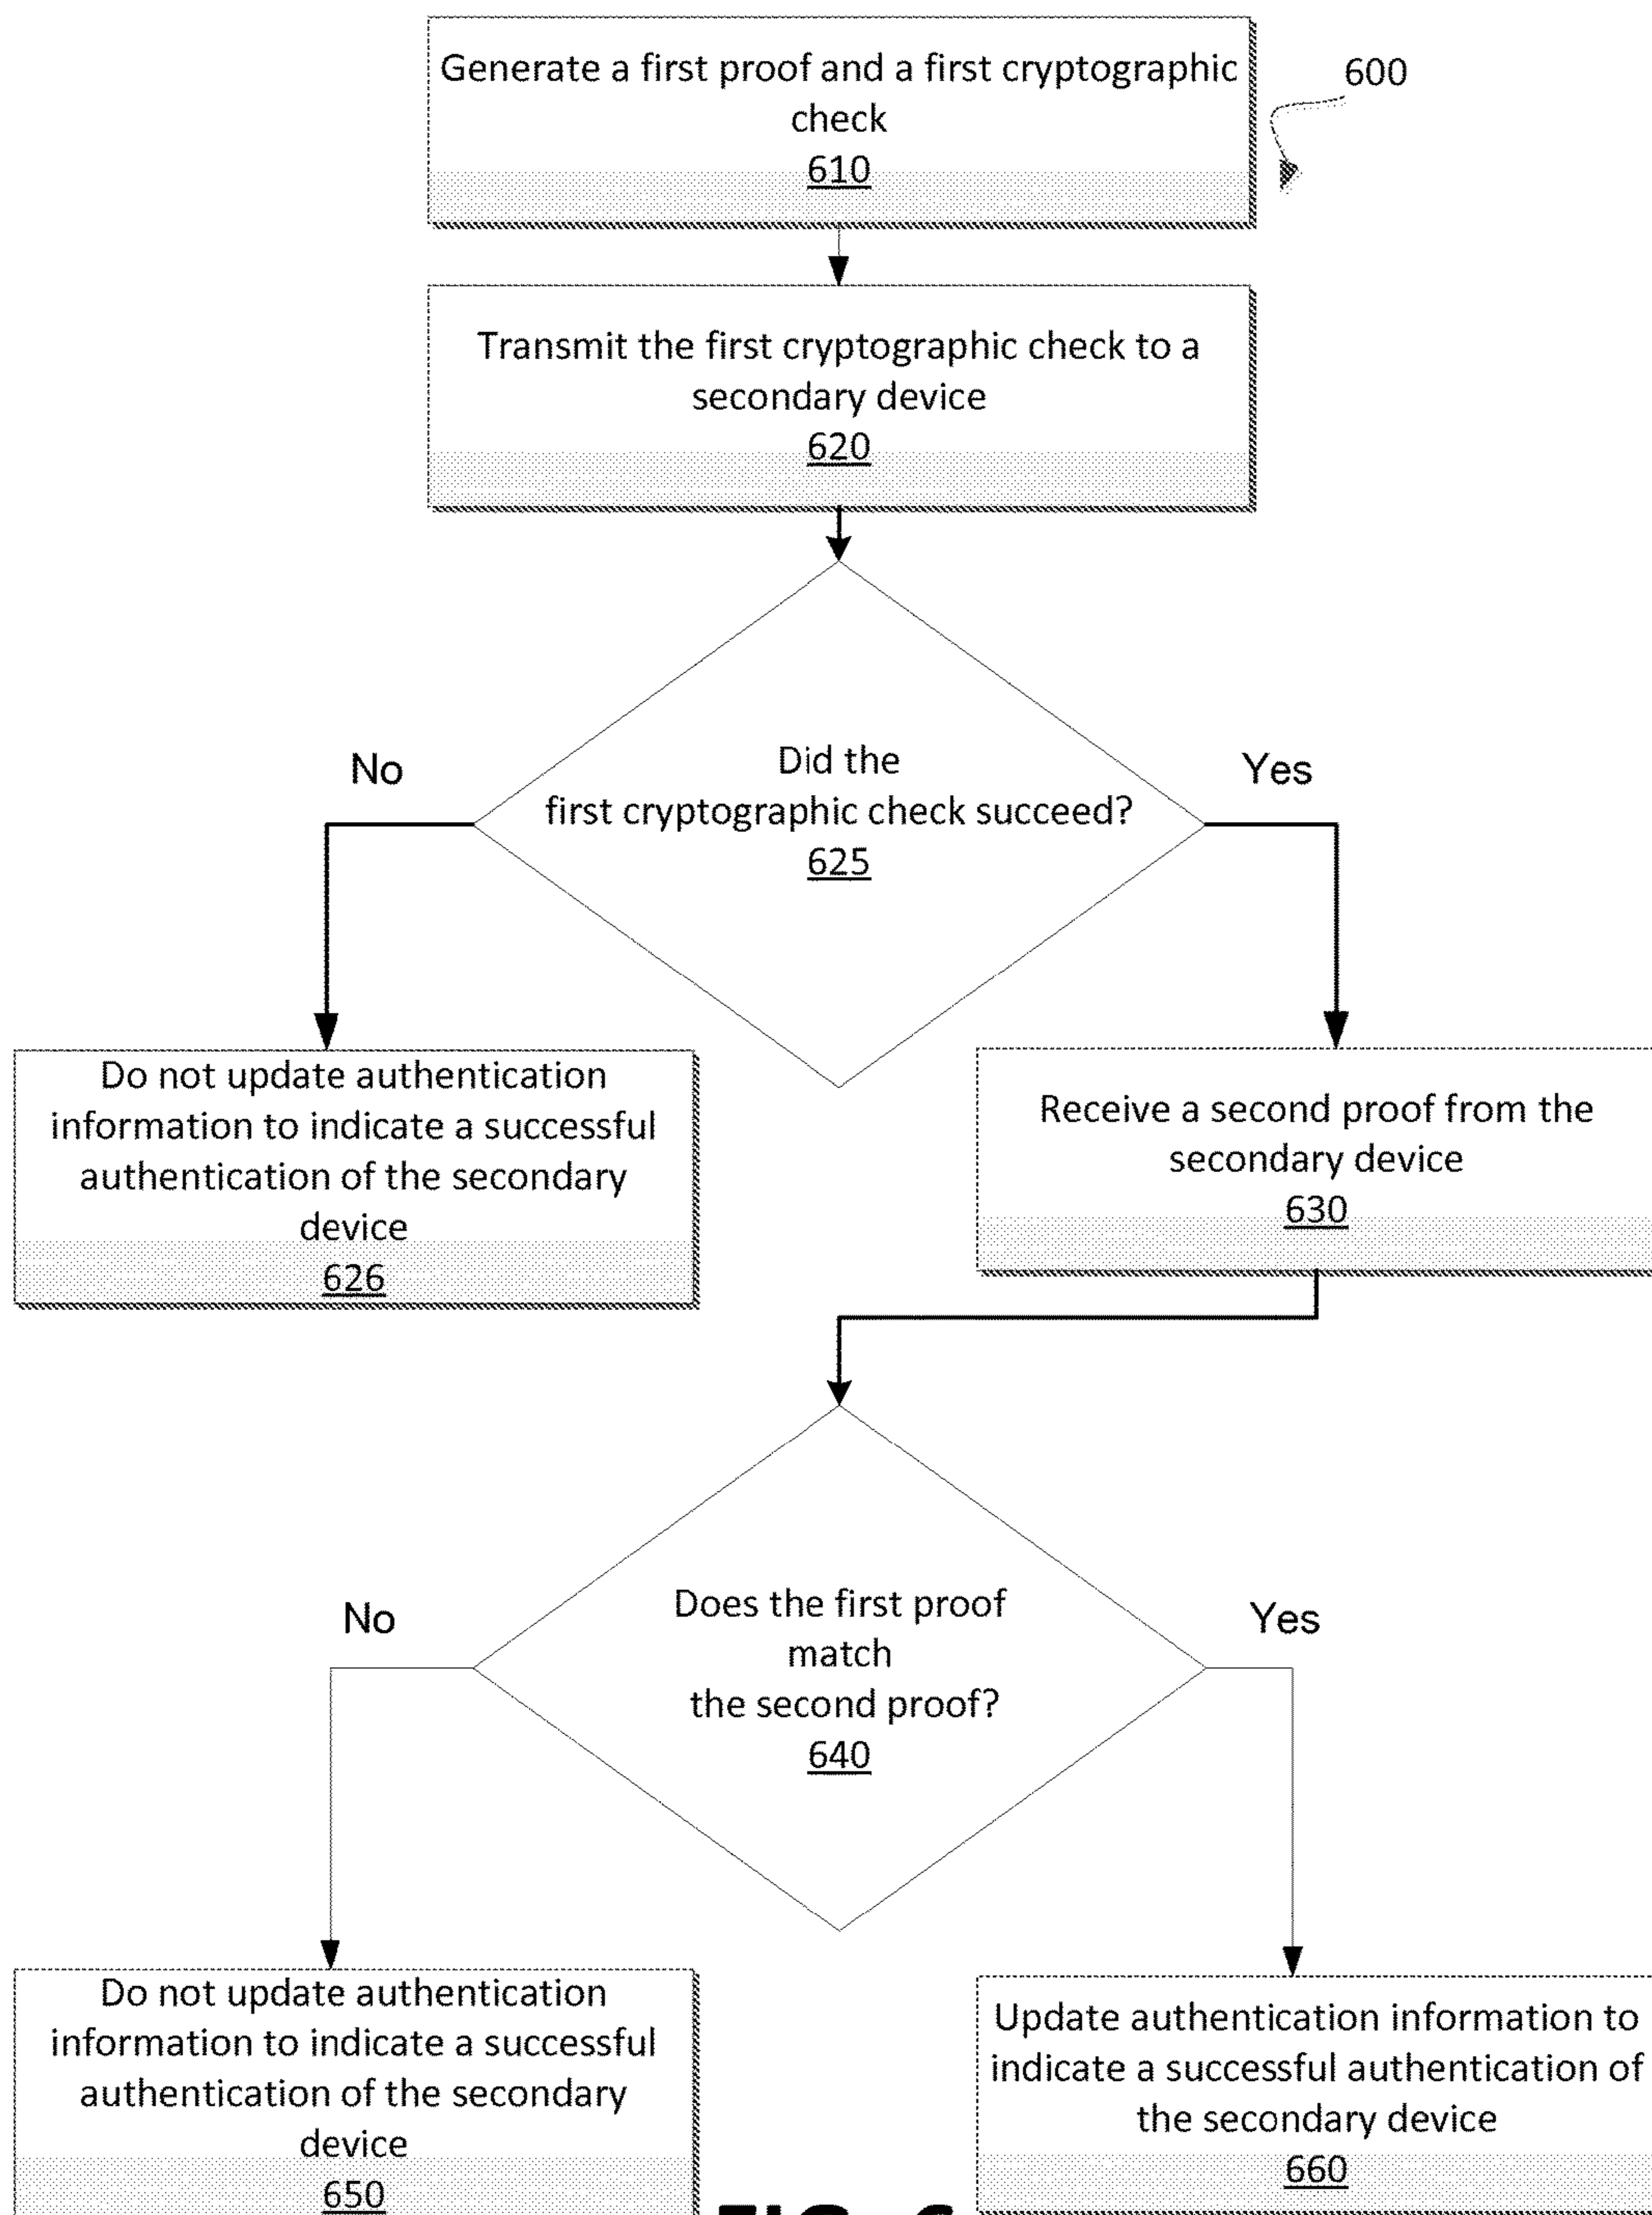 Generate a first proof and a first cryptographic
check
610
600
Transmit the first cryptographic check to a
secondary device
620
Did the
first cryptographic check succeed?
625
No
Yes
Do not update authentication
information to indicate a successful
authentication of the secondary
device
626
Receive a second proof from the
secondary device
630
Does the first proof
match
the second proof?
640
No
Yes
Do not update authentication
information to indicate a successful
authentication of the secondary
device
650
Update authentication information to
indicate a successful authentication of
the secondary device
660